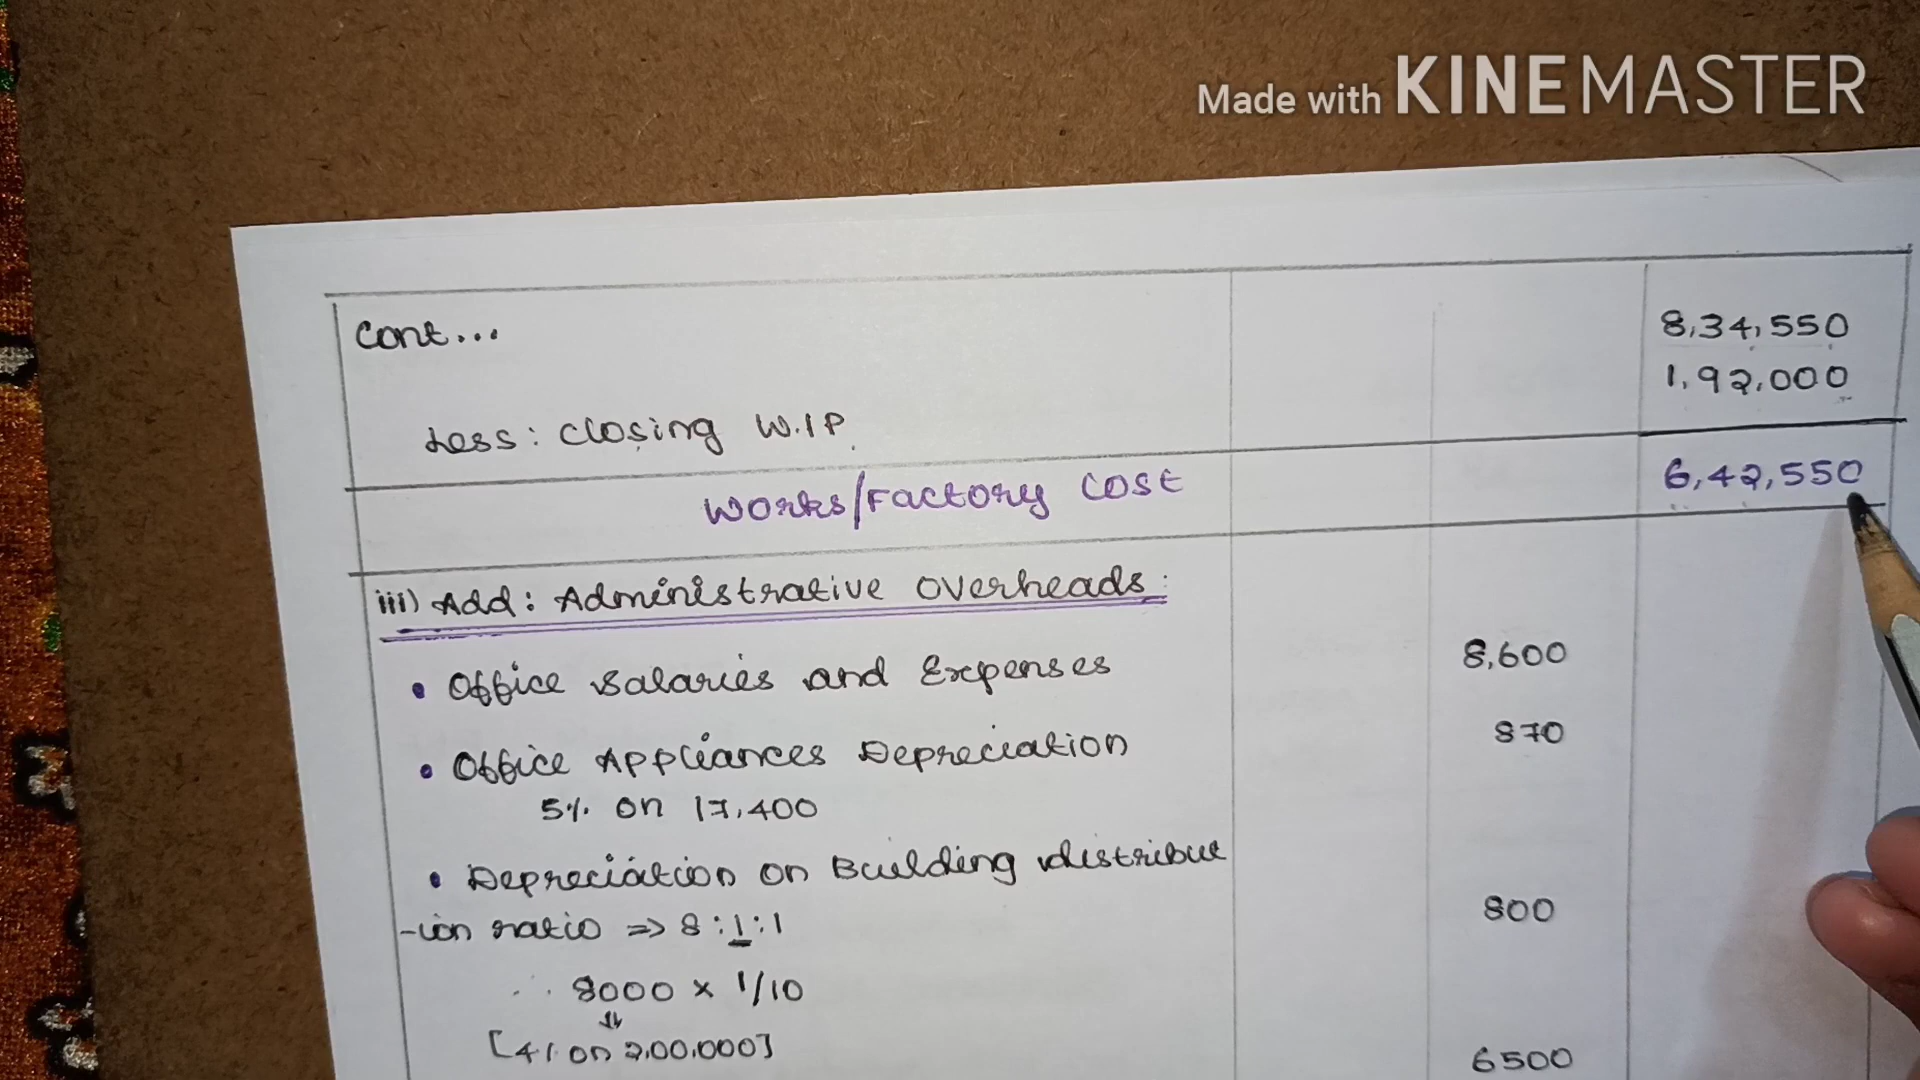 Made with KINEMASTER
Cont... 8,34,550
1,92,000
Less: Closing W.I.P.
Works/Factory Cost 6,42,550
iii) Add: Administrative Overheads:
• Office Salaries and Expenses 8,600
• Office Appliances Depreciation 870
5% on 17,400
• Depreciation on Building distribut
-ion ratio => 8:1:1 800
∴ 8000 x 1/10
[4% on 2,00,000]
6500